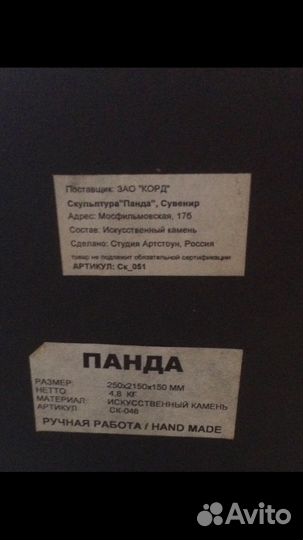 Поставщик: ЗАО "КОРД"
Скульптура"Панда", Сувенир
Адрес: Мосфильмовская, 17б
Состав: Искусственный камень
Сделано: Студия Артстоун, Россия
товар не подлежит обязательной сертификации
АРТИКУЛ: Ск_051
ПАНДА
РАЗМЕР: 250x2150x150 ММ
НЕТТО: 4,8 КГ
МАТЕРИАЛ: ИСКУССТВЕННЫЙ КАМЕНЬ
АРТИКУЛ СК-046
РУЧНАЯ РАБОТА / HAND MADE
Avito